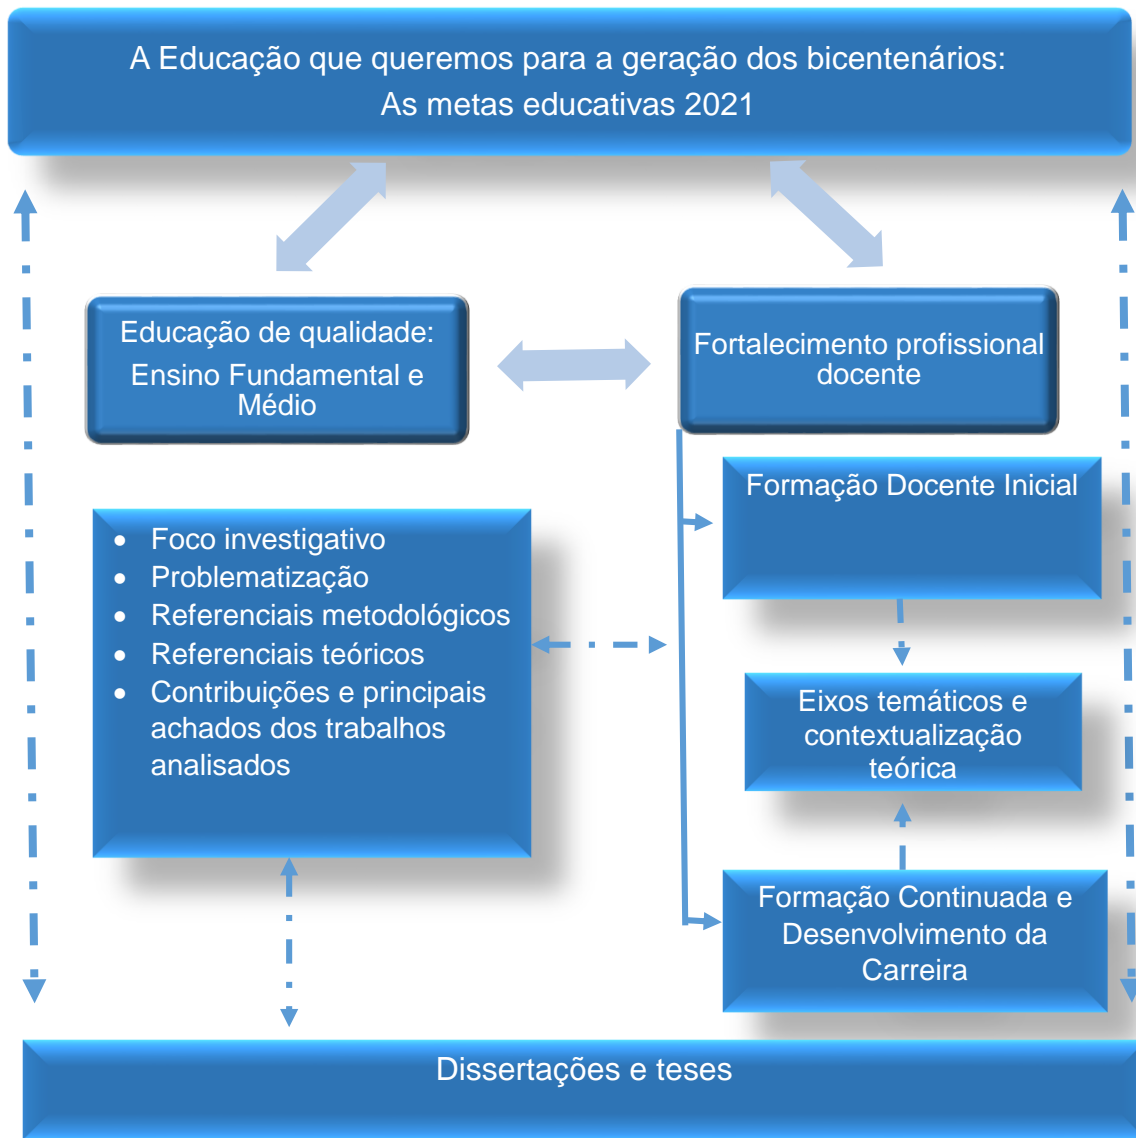 A Educação que queremos para a geração dos bicentenários:
As metas educativas 2021
Educação de qualidade:
Ensino Fundamental e
Médio
Fortalecimento profissional
docente
Formação Docente Inicial
• Foco investigativo
• Problematização
• Referenciais metodológicos
• Referenciais teóricos
• Contribuições e principais
achados dos trabalhos
analisados
Eixos temáticos e
contextualização
teórica
Formação Continuada e
Desenvolvimento da
Carreira
Dissertações e teses